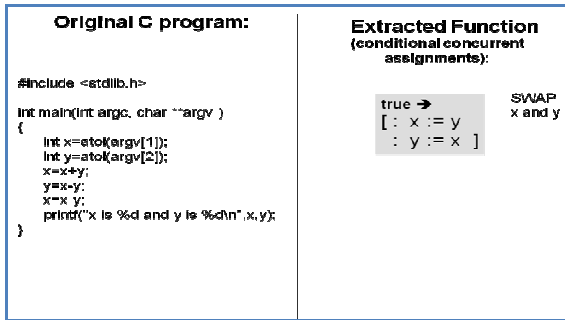 Original C program:
#include <stdlib.h>
int main(int argc, char **argv )
{
int x=atoi(argv[1]);
int y=atoi(argv[2]);
x=x+y;
y=x-y;
x=x y;
printf("x is %d and y is %d\n",x,y);
}
Extracted Function
(conditional concurrent
assignments):
true ➔
[ : x := y
: y := x ]
SWAP
x and y